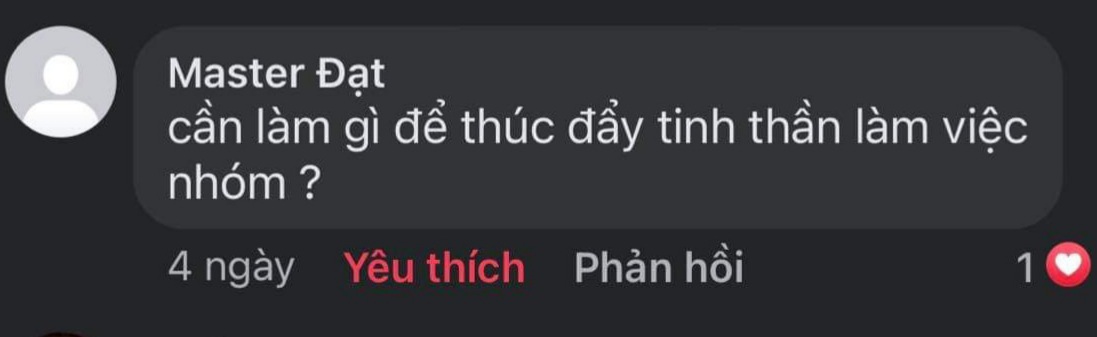 Master Đạt
cần làm gì để thúc đẩy tinh thần làm việc
nhóm ?
4 ngày Yêu thích Phản hồi 1